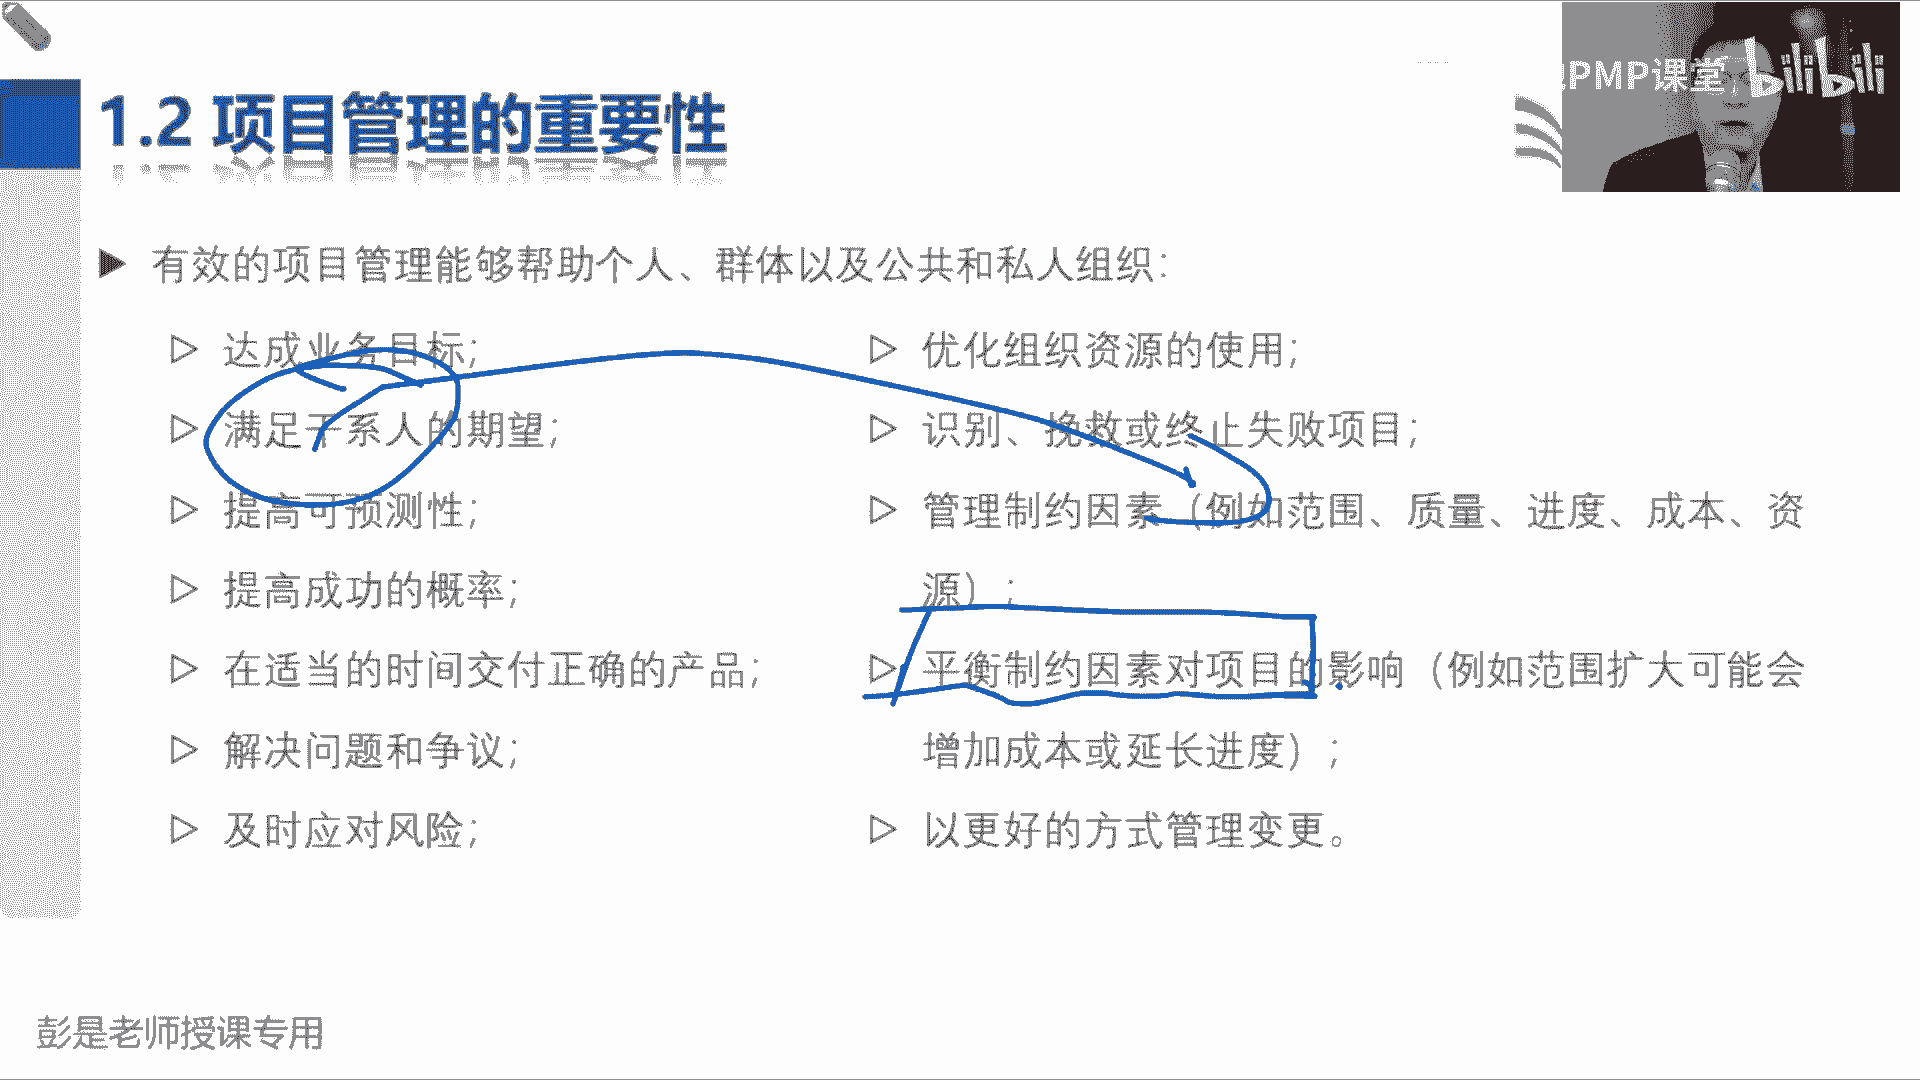 PMP课堂 bilibili
1.2 项目管理的重要性
有效的项目管理能够帮助个人、群体以及公共和私人组织：
达成业务目标；
满足干系人的期望；
提高可预测性；
提高成功的概率；
在适当的时间交付正确的产品；
解决问题和争议；
及时应对风险；
优化组织资源的使用；
识别、挽救或终止失败项目；
管理制约因素（例如范围、质量、进度、成本、资
源）；
平衡制约因素对项目的影响（例如范围扩大可能会
增加成本或延长进度）；
以更好的方式管理变更。
彭是老师授课专用